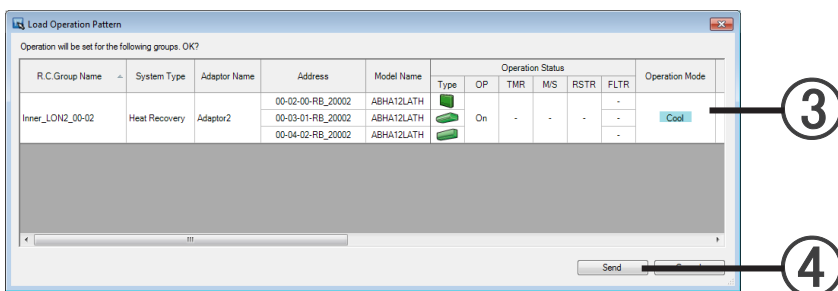 Load Operation Pattern
Operation will be set for the following groups. OK?
R.C.Group Name System Type Adaptor Name Address Model Name Operation Status Operation Mode
Type OP TMR M/S RSTR FLTR
00-02-00-RB_20002 ABHA12LATH -
Inner_LON2_00-02 Heat Recovery Adaptor2 00-03-01-RB_20002 ABHA12LATH On - - - - Cool
00-04-02-RB_20002 ABHA12LATH -
③
Send
④